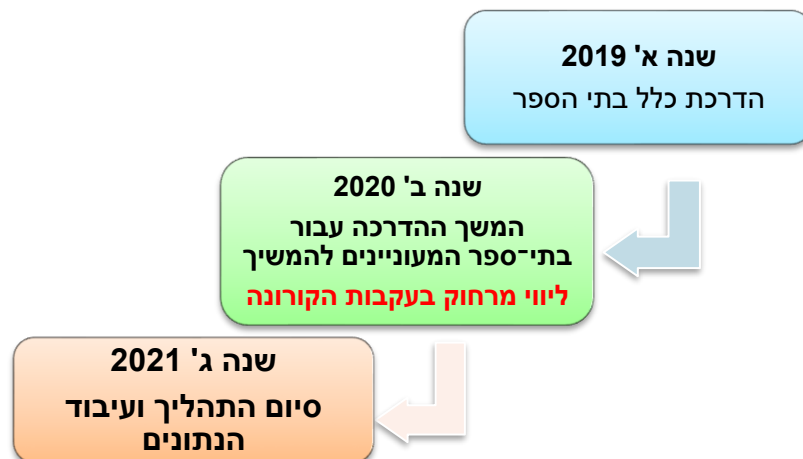 שנה א' 2019
הדרכת כלל בתי הספר
שנה ב' 2020
המשך ההדרכה עבור
בתי־ספר המעוניינים להמשיך
ליווי מרחוק בעקבות הקורונה
שנה ג' 2021
סיום התהליך ועיבוד
הנתונים